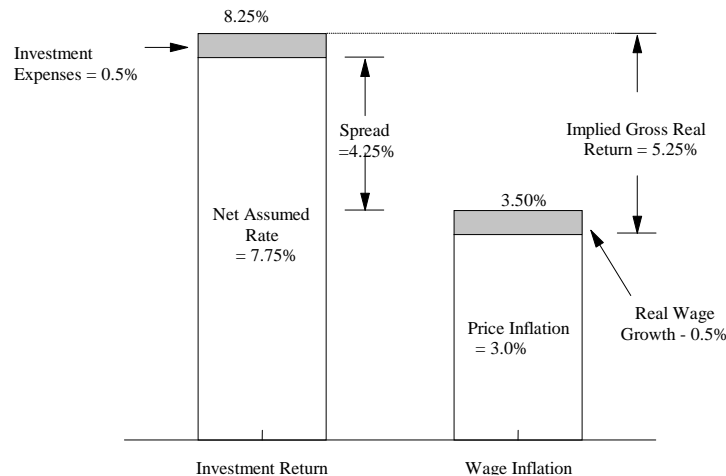 8.25%
Investment
Expenses = 0.5%
Spread
=4.25%
Implied Gross Real
Return = 5.25%
Net Assumed
Rate
= 7.75%
3.50%
Price Inflation
= 3.0%
Real Wage
Growth - 0.5%
Investment Return
Wage Inflation